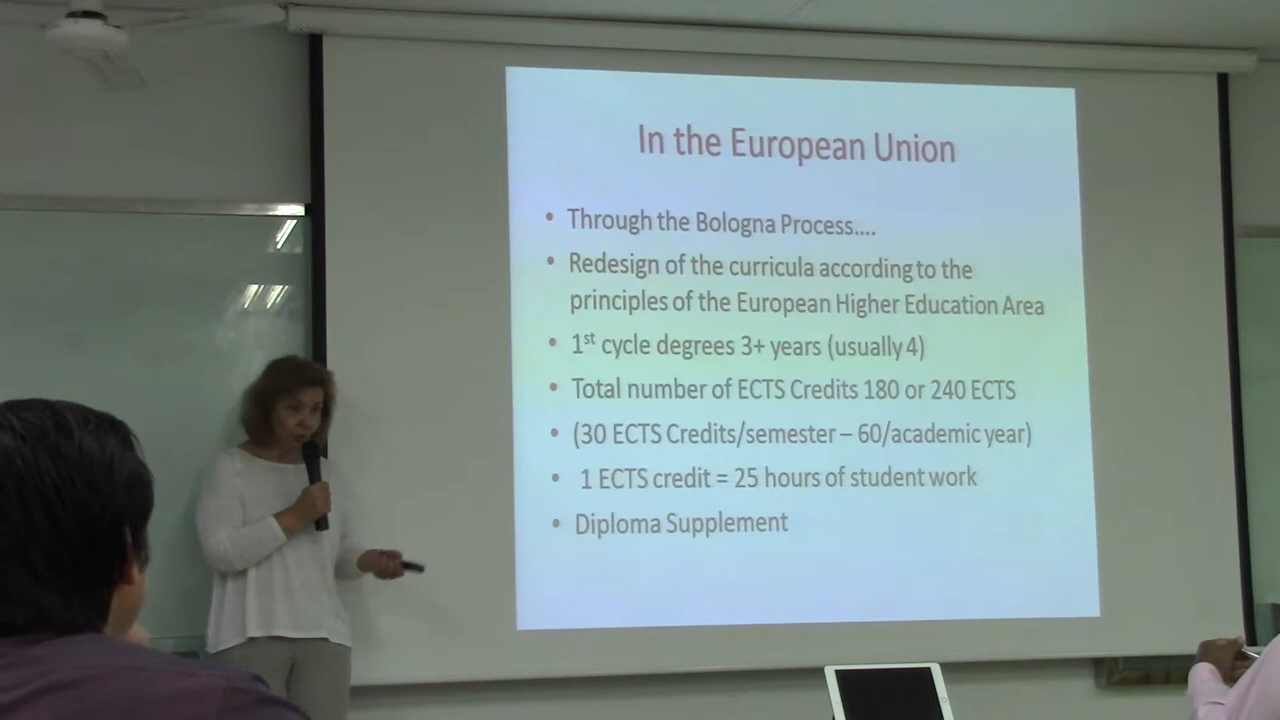 In the European Union
• Through the Bologna Process....
• Redesign of the curricula according to the
principles of the European Higher Education Area
• 1st cycle degrees 3+ years (usually 4)
• Total number of ECTS Credits 180 or 240 ECTS
• (30 ECTS Credits/semester – 60/academic year)
• 1 ECTS credit = 25 hours of student work
• Diploma Supplement